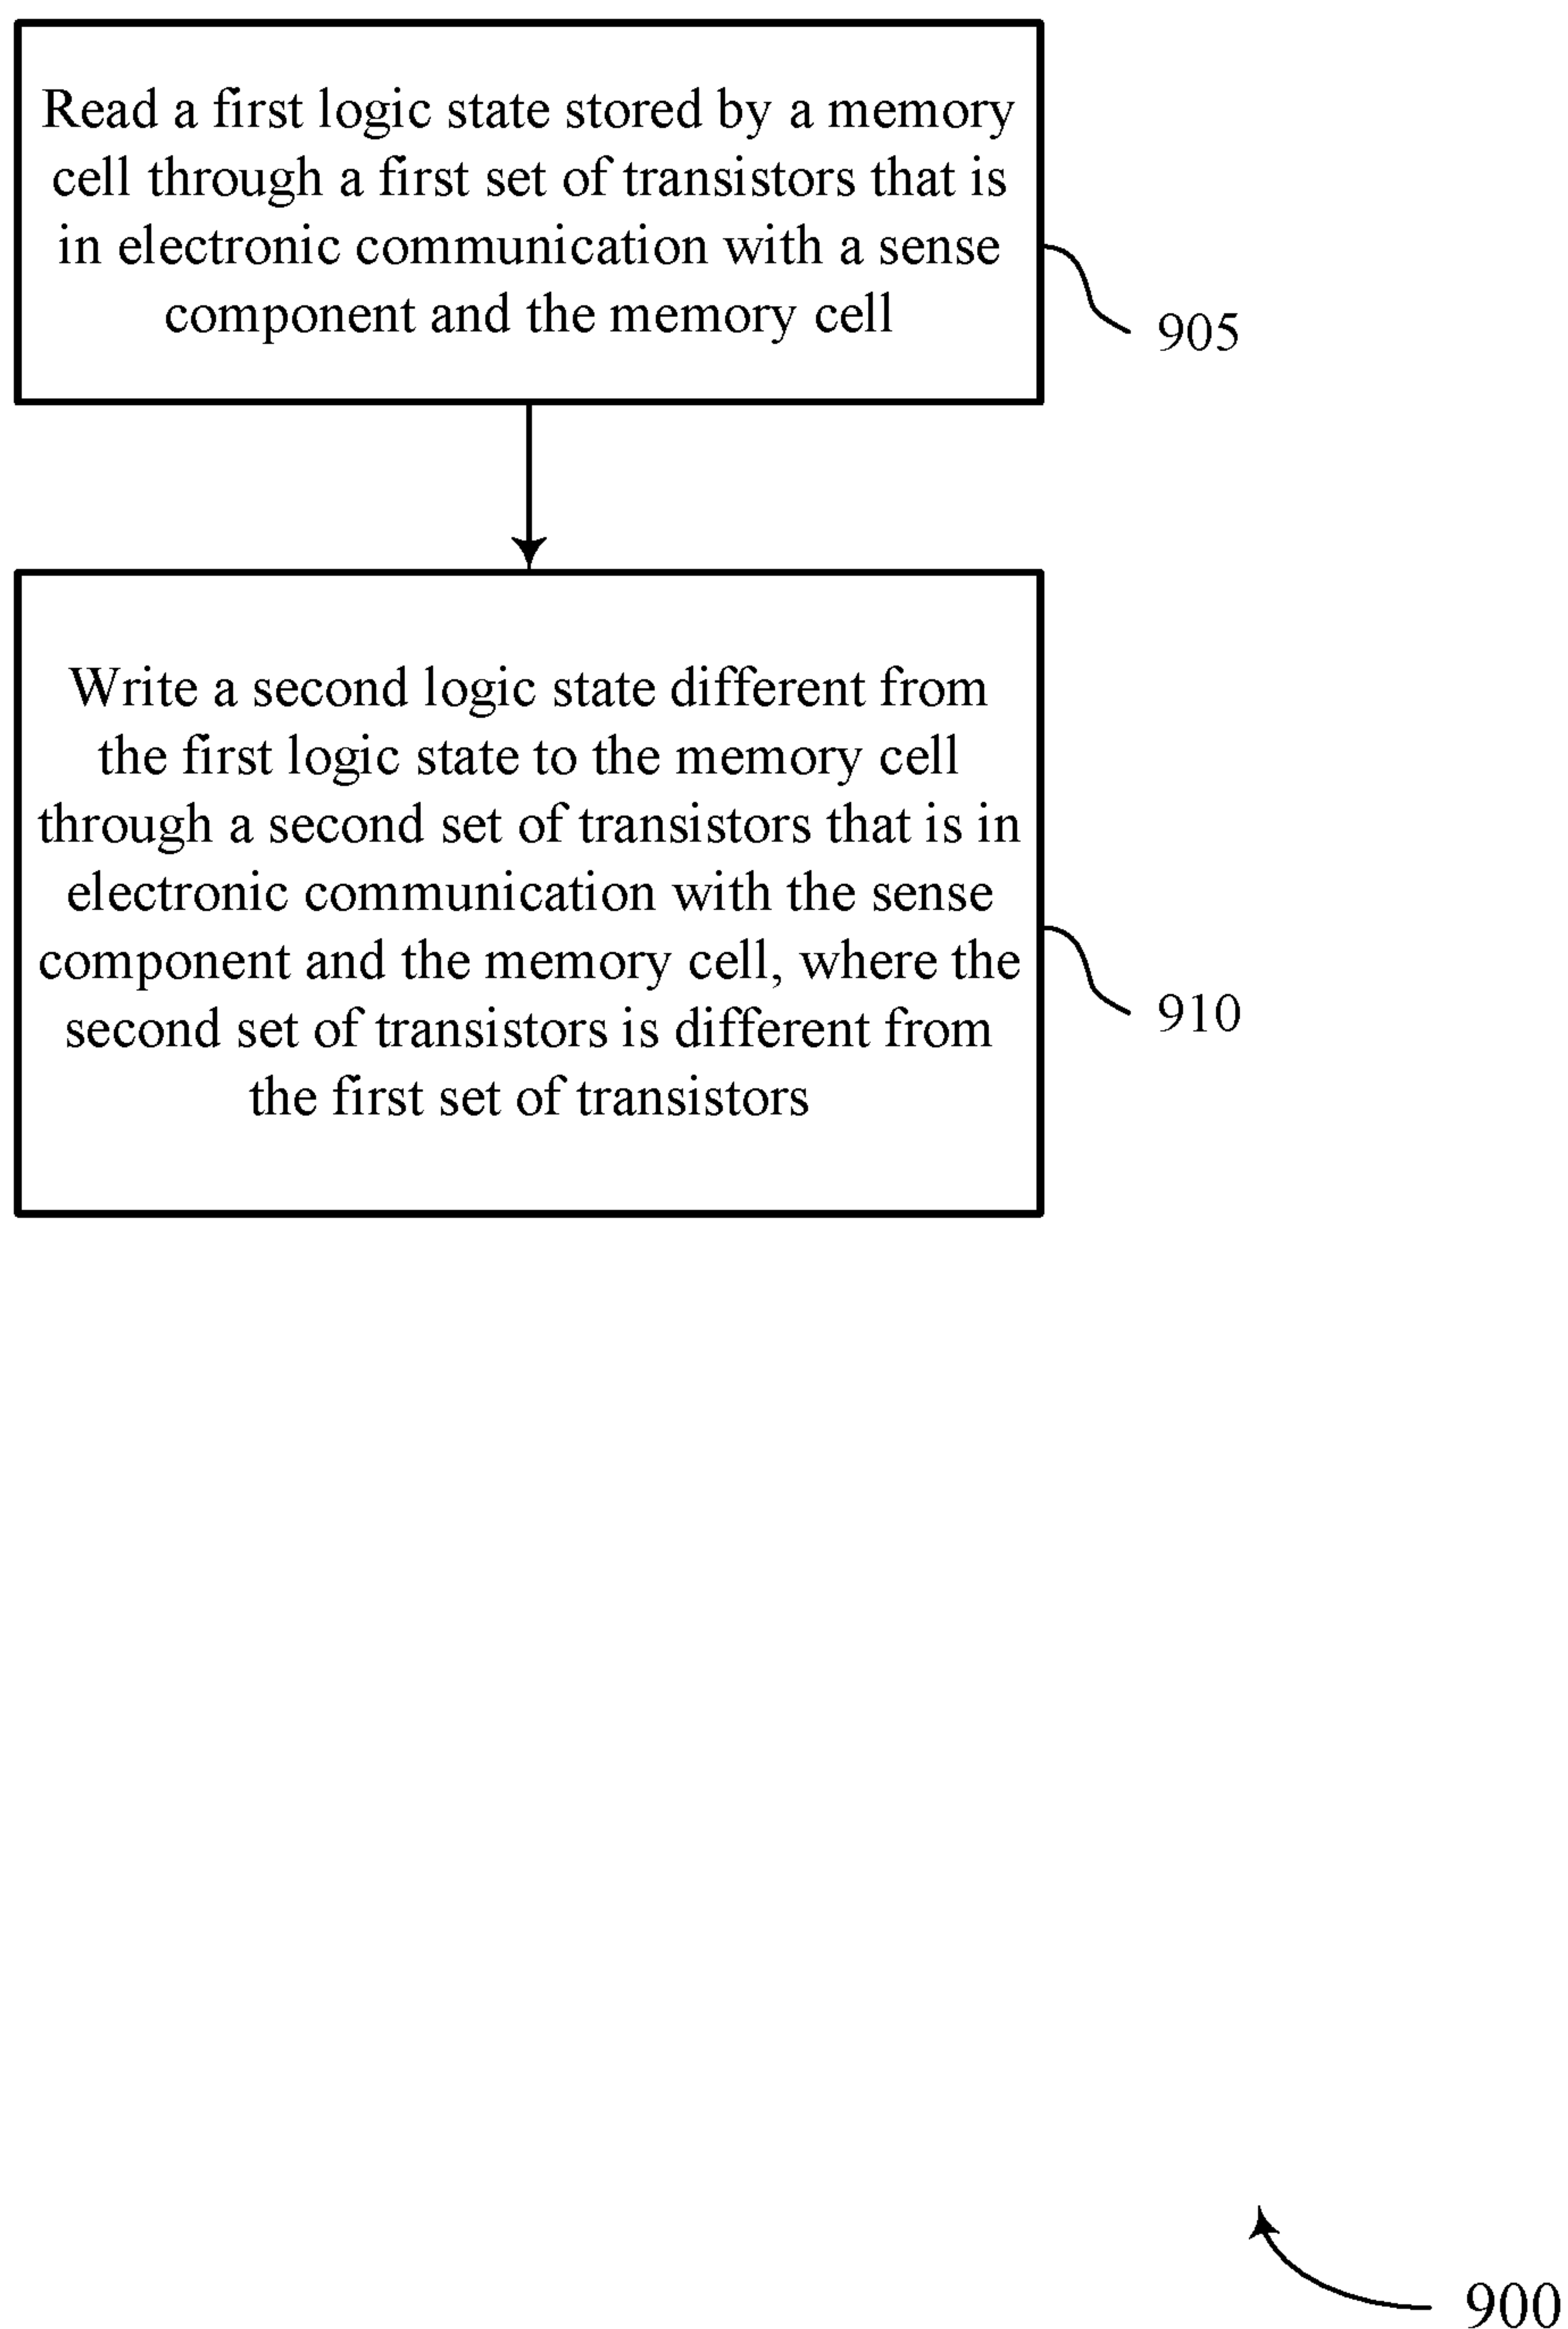 Read a first logic state stored by a memory
cell through a first set of transistors that is
in electronic communication with a sense
component and the memory cell
905
Write a second logic state different from
the first logic state to the memory cell
through a second set of transistors that is in
electronic communication with the sense
component and the memory cell, where the
second set of transistors is different from
the first set of transistors
910
900